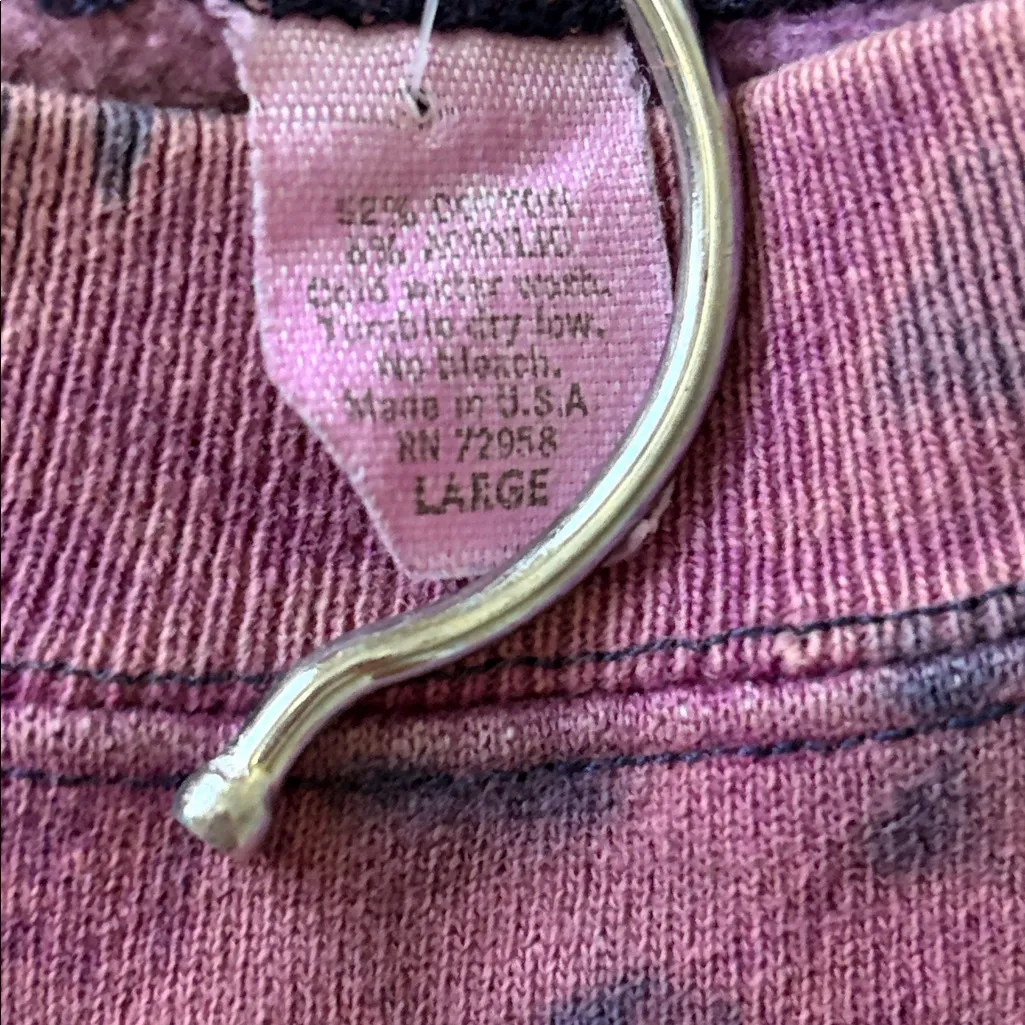 % COTTON
% ACRYLIC
Cold water wash.
Tumble dry low.
No bleach.
Made in U.S.A
RN 72958
LARGE